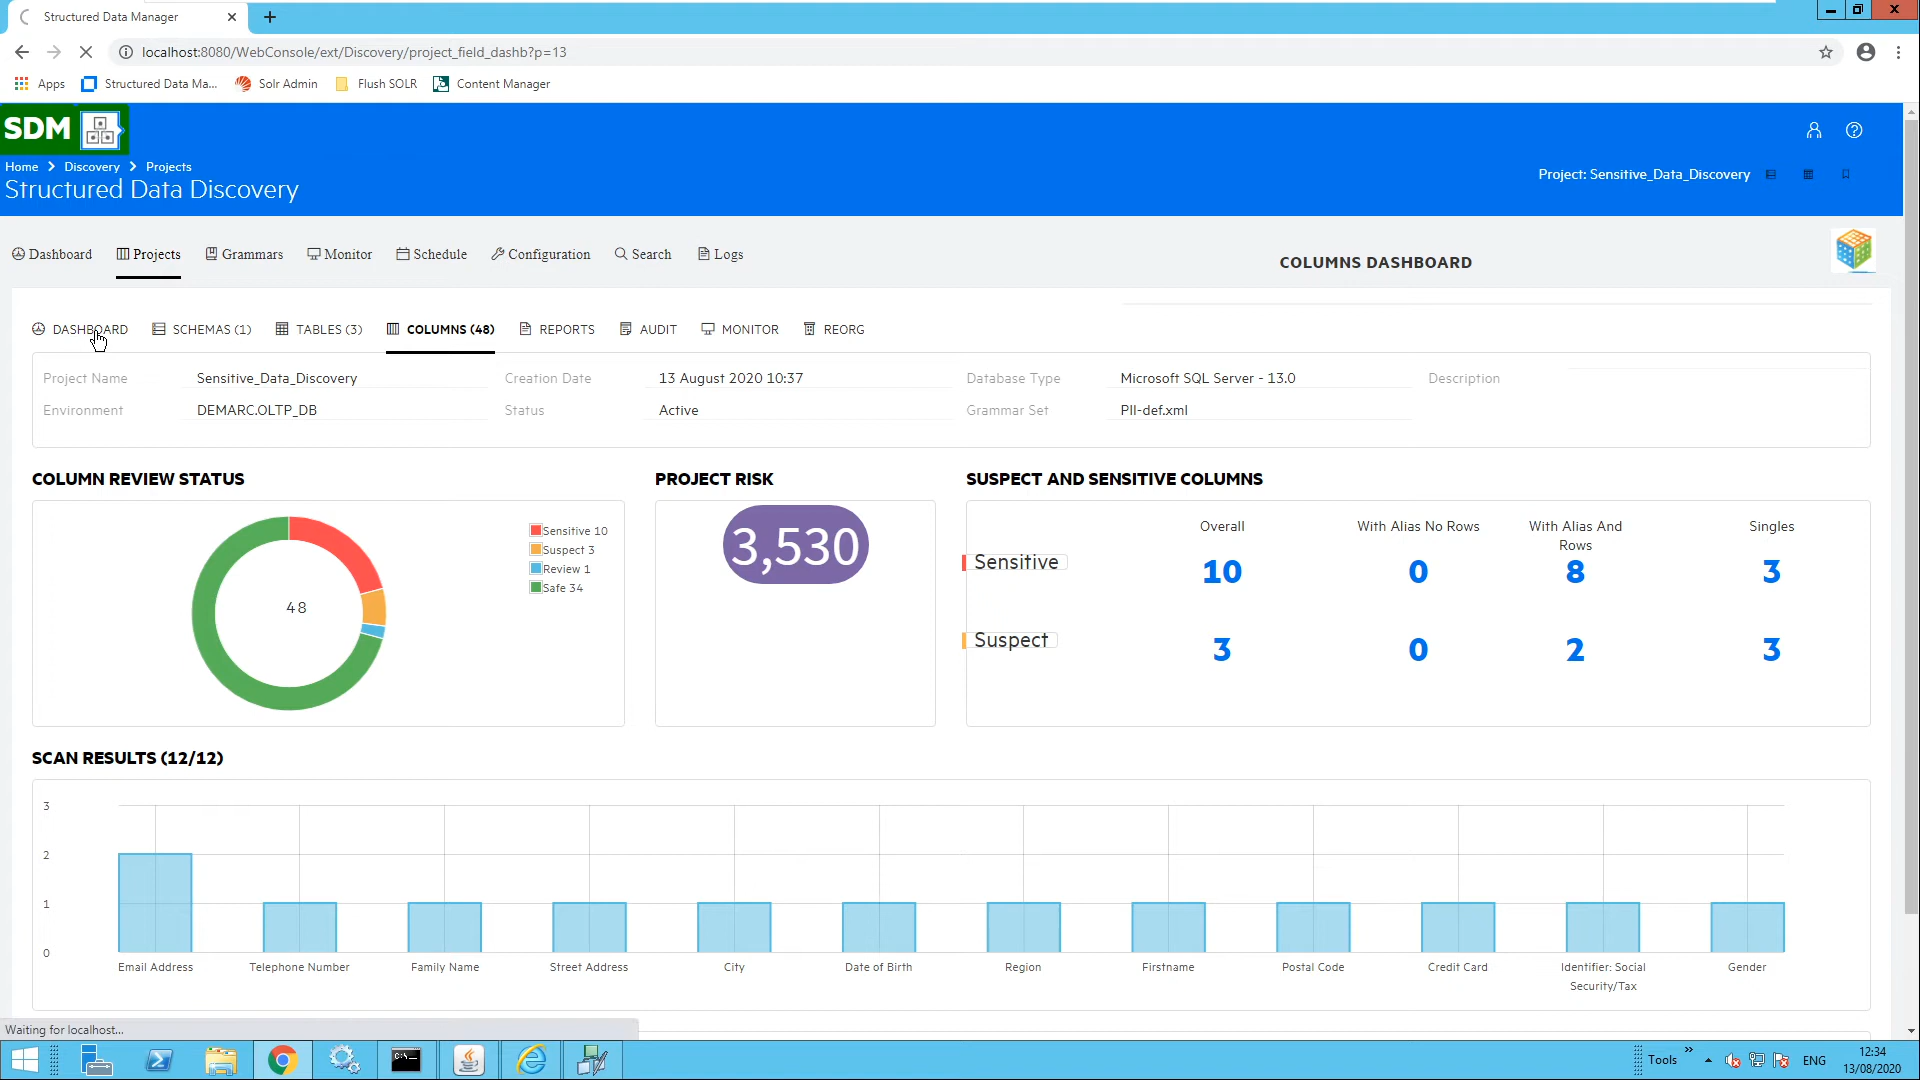 Structured Data Manager
localhost:8080/WebConsole/ext/Discovery/project_field_dashb?p=13
Apps Structured Data Ma... Solr Admin Flush SOLR Content Manager
SDM
Home > Discovery > Projects
Structured Data Discovery
Project: Sensitive_Data_Discovery
Dashboard Projects Grammars Monitor Schedule Configuration Search Logs
COLUMNS DASHBOARD
DASHBOARD SCHEMAS (1) TABLES (3) COLUMNS (48) REPORTS AUDIT MONITOR REORG
Project Name Sensitive_Data_Discovery Creation Date 13 August 2020 10:37 Database Type Microsoft SQL Server - 13.0 Description
Environment DEMARC.OLTP_DB Status Active Grammar Set PII-def.xml
COLUMN REVIEW STATUS
48
Sensitive 10
Suspect 3
Review 1
Safe 34
PROJECT RISK
3,530
SUSPECT AND SENSITIVE COLUMNS
Overall With Alias No Rows With Alias And Rows Singles
Sensitive 10 0 8 3
Suspect 3 0 2 3
SCAN RESULTS (12/12)
3
2
1
0
Email Address Telephone Number Family Name Street Address City Date of Birth Region Firstname Postal Code Credit Card Identifier: Social Security/Tax Gender
Waiting for localhost...
Tools » ENG 12:34
13/08/2020